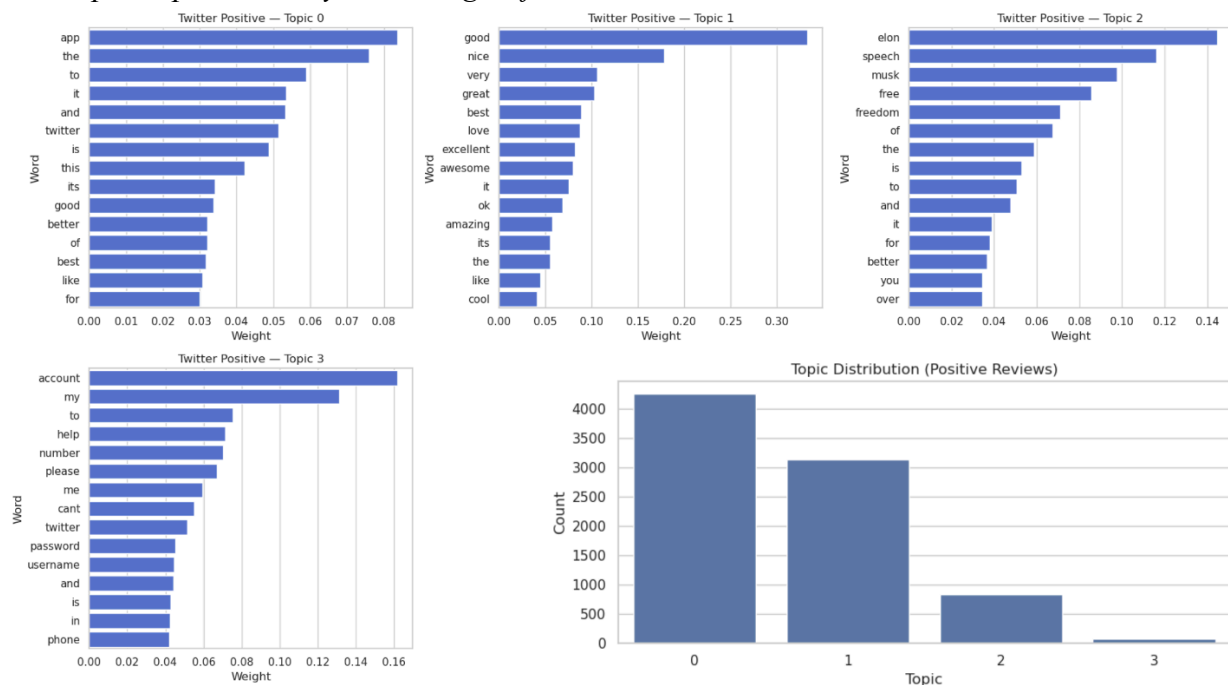 Twitter Positive — Topic 0
app
the
to
it
and
twitter
is
this
its
good
better
of
best
like
for
Word
0.00 0.01 0.02 0.03 0.04 0.05 0.06 0.07 0.08
Weight
Twitter Positive — Topic 1
good
nice
very
great
best
love
excellent
awesome
it
ok
amazing
its
the
like
cool
Word
0.00 0.05 0.10 0.15 0.20 0.25 0.30
Weight
Twitter Positive — Topic 2
elon
speech
musk
free
freedom
of
the
is
to
and
it
for
better
you
over
Word
0.00 0.02 0.04 0.06 0.08 0.10 0.12 0.14
Weight
Twitter Positive — Topic 3
account
my
to
help
number
please
me
cant
twitter
password
username
and
is
in
phone
Word
0.00 0.02 0.04 0.06 0.08 0.10 0.12 0.14 0.16
Weight
Topic Distribution (Positive Reviews)
4000
3500
3000
2500
2000
1500
1000
500
0
Count
0 1 2 3
Topic